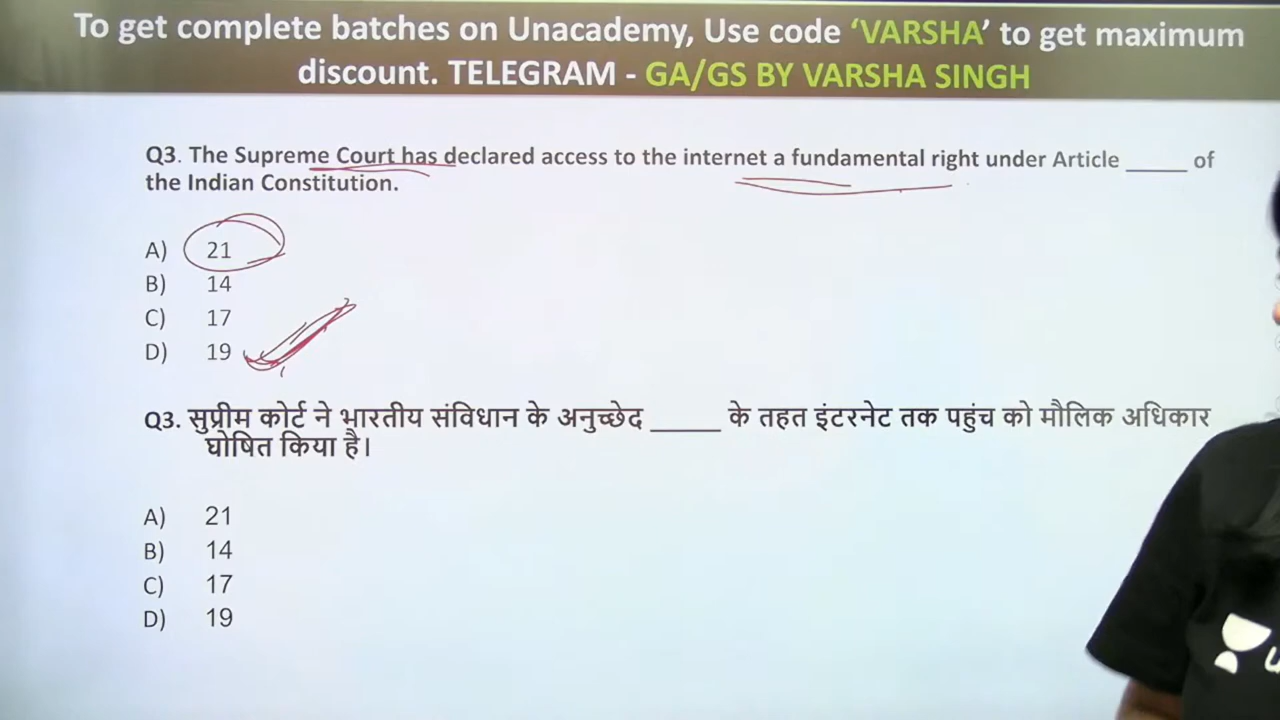 To get complete batches on Unacademy, Use code ‘VARSHA’ to get maximum
discount. TELEGRAM - GA/GS BY VARSHA SINGH
Q3. The Supreme Court has declared access to the internet a fundamental right under Article _____ of
the Indian Constitution.
A) 21
B) 14
C) 17
D) 19
Q3. सुप्रीम कोर्ट ने भारतीय संविधान के अनुच्छेद _____ के तहत इंटरनेट तक पहुंच को मौलिक अधिकार
घोषित किया है।
A) 21
B) 14
C) 17
D) 19